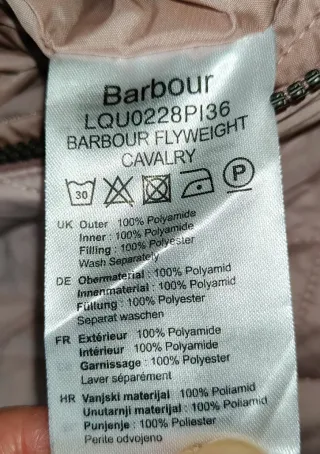 Barbour
LQU0228PI36
BARBOUR FLYWEIGHT
CAVALRY
30 P
UK Outer 100% Polyamide
Inner : 100% Polyamide
Filling : 100% Polyester
Wash Separately
DE Obermaterial : 100% Polyamid
Innenmaterial : 100% Polyamid
Füllung : 100% Polyester
Separat waschen
FR Extérieur : 100% Polyamide
Intérieur : 100% Polyamide
Garnissage : 100% Polyester
Laver séparément
HR Vanjski materijal : 100% Poliamid
Unutarnji materijal : 100% Poliamid
Punjenje : 100% Poliester
Perite odvojeno